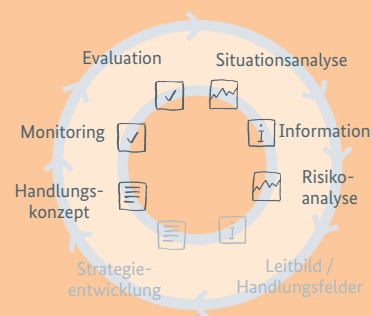 Evaluation
Situationsanalyse
Monitoring
Information
Handlungs-
konzept
Risiko-
analyse
Strategie-
entwicklung
Leitbild /
Handlungsfelder